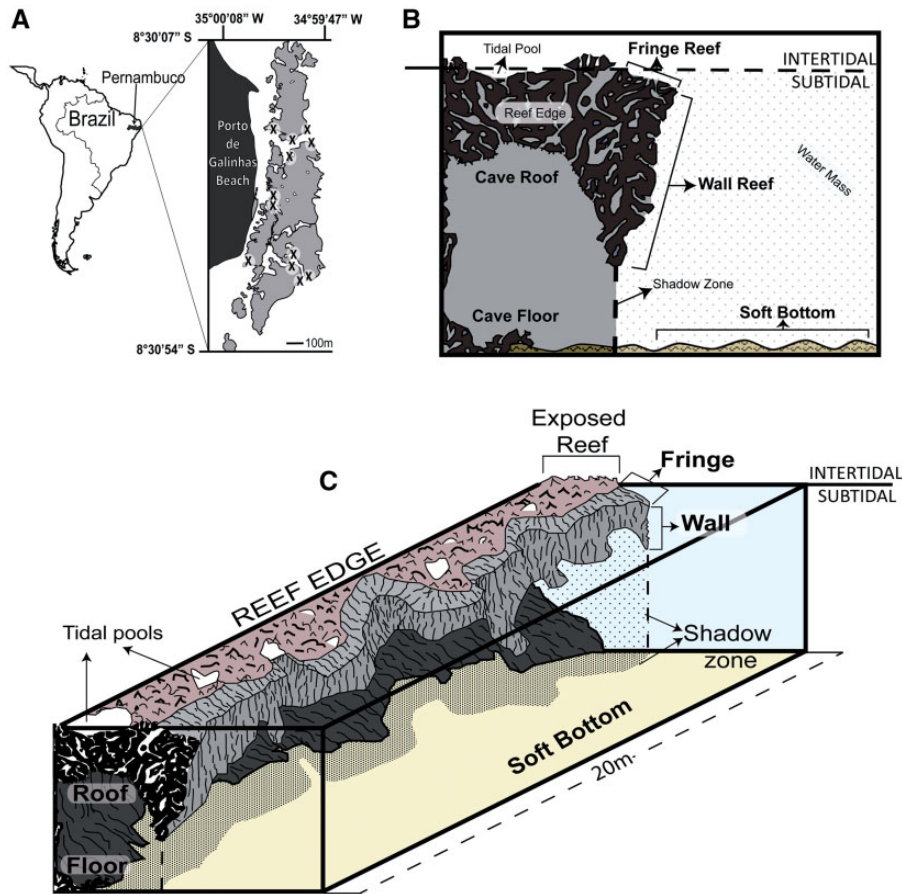 A
35°00'08" W
34°59'47" W
8°30'07" S
Pernambuco
Brazil
Porto
de
Galinhas
Beach
X
X
X
X
X
X
X
X
X
X
X
X
8°30'54" S
100m
B
Tidal Pool
Fringe Reef
INTERTIDAL
SUBTIDAL
Reef Edge
Water Mass
Cave Roof
Wall Reef
Shadow Zone
Cave Floor
Soft Bottom
C
Exposed
Reef
Fringe
INTERTIDAL
SUBTIDAL
Wall
REEF EDGE
Tidal pools
Shadow
zone
Soft Bottom
20m
Roof
Floor